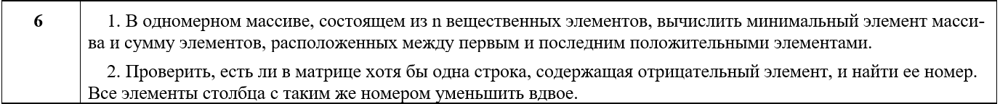 6
1. В одномерном массиве, состоящем из n вещественных элементов, вычислить минимальный элемент масси-
ва и сумму элементов, расположенных между первым и последним положительными элементами.
2. Проверить, есть ли в матрице хотя бы одна строка, содержащая отрицательный элемент, и найти ее номер.
Все элементы столбца с таким же номером уменьшить вдвое.